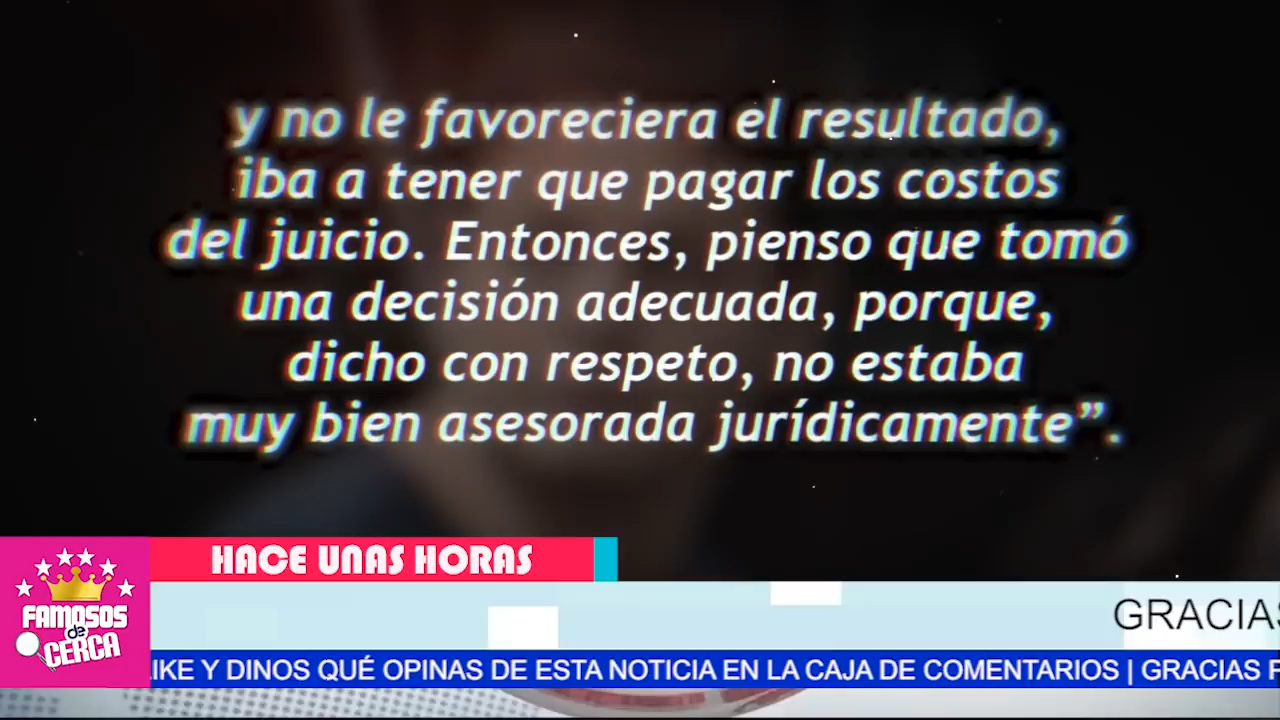 y no le favoreciera el resultado,
iba a tener que pagar los costos
del juicio. Entonces, pienso que tomó
una decisión adecuada, porque,
dicho con respeto, no estaba
muy bien asesorada jurídicamente”.
HACE UNAS HORAS
FAMOSOS
de
CERCA
GRACIAS
IKE Y DINOS QUÉ OPINAS DE ESTA NOTICIA EN LA CAJA DE COMENTARIOS | GRACIAS